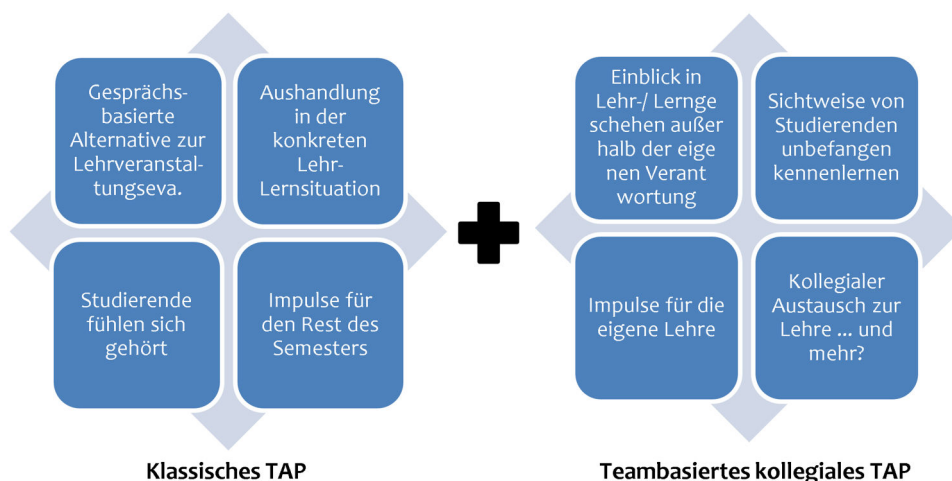 Gesprächs-
basierte
Alternative zur
Lehrveranstal-
tungseva.
Aushandlung
in der
konkreten
Lehr-
Lernsituation
Studierende
fühlen sich
gehört
Impulse für
den Rest des
Semesters
Klassisches TAP
Einblick in
Lehr-/ Lernge
schehen außer
halb der eige
nen Verant
wortung
Sichtweise von
Studierenden
unbefangen
kennenlernen
Impulse für die
eigene Lehre
Kollegialer
Austausch zur
Lehre ... und
mehr?
Teambasiertes kollegiales TAP